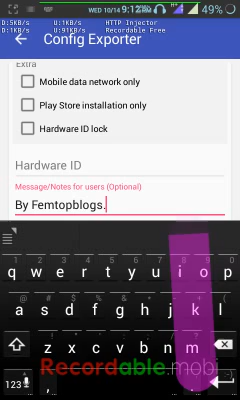 D:5KB/s U:1KB/s HTTP Injector
D:1KB/s U:91KB/s Recordable Free
WED 10/14 9:12 49%
Config Exporter
Extra
Mobile data network only
Play Store installation only
Hardware ID lock
Hardware ID
Message/Notes for users (Optional)
By Femtopblogs.
q w e r t y u i o p
a s d f g h j k l
z x c v b n m
Recordable.mobi
123 , .